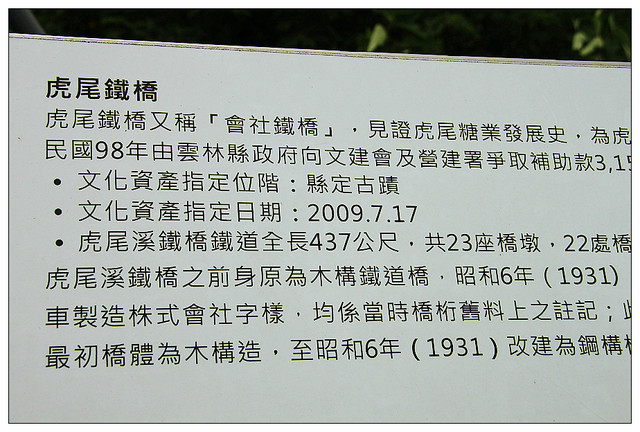 虎尾鐵橋
虎尾鐵橋又稱「會社鐵橋」，見證虎尾糖業發展史，為虎
民國98年由雲林縣政府向文建會及營建署爭取補助款3,15
• 文化資產指定位階：縣定古蹟
• 文化資產指定日期：2009.7.17
• 虎尾溪鐵橋鐵道全長437公尺，共23座橋墩，22處橋
虎尾溪鐵橋之前身原為木構鐵道橋，昭和6年（1931）
車製造株式會社字樣，均係當時橋桁舊料上之註記；此
最初橋體為木構造，至昭和6年（1931）改建為鋼構